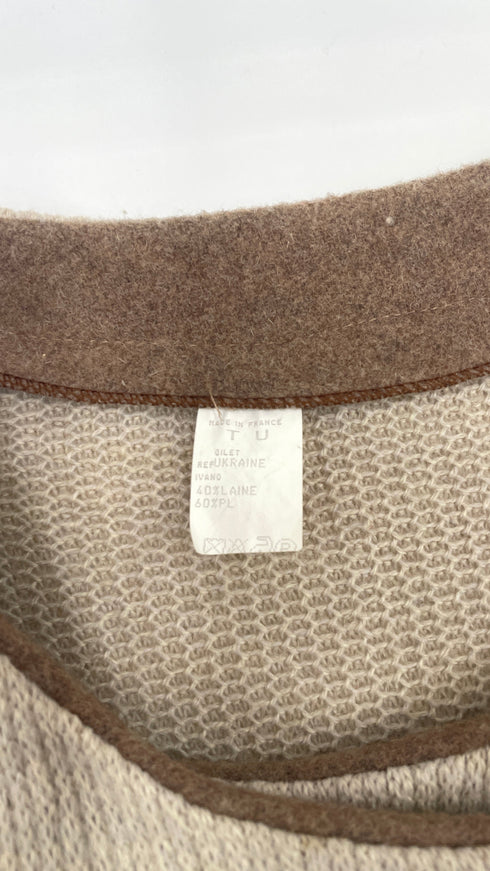 MADE IN FRANCE
T U
GILET
REF UKRAINE
IVANO
40%LAINE
60%PL